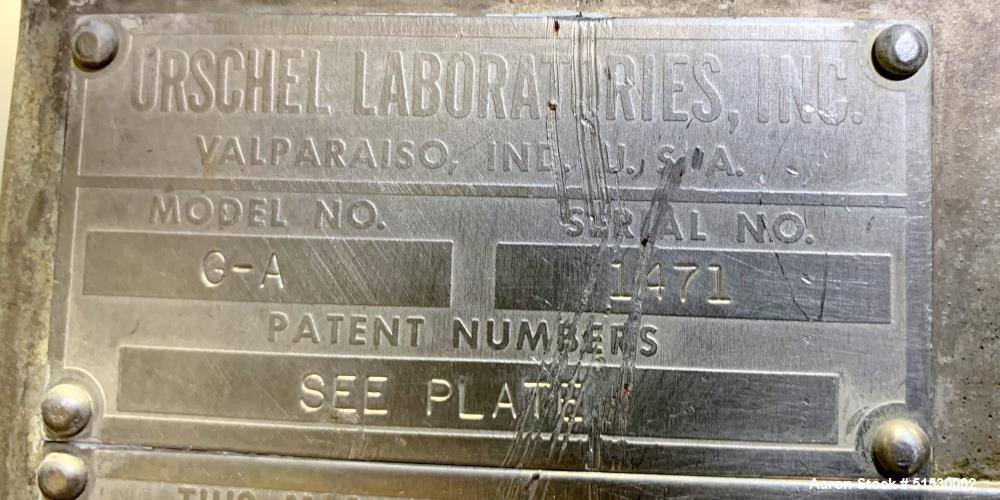 URSCHEL LABORATORIES, INC.
VALPARAISO, IND., U.S.A.
MODEL NO. SERIAL NO.
G-A 1471
PATENT NUMBERS
SEE PLATE
Aaron Stock # 51530002